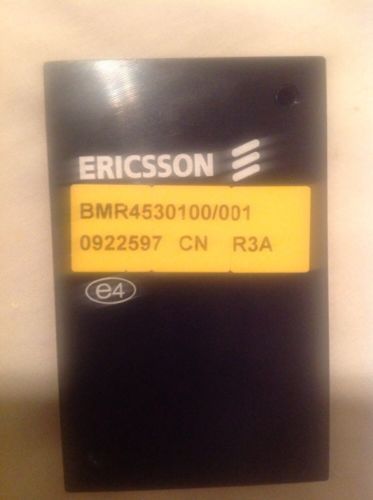 ERICSSON
BMR4530100/001
0922597 CN R3A
e4